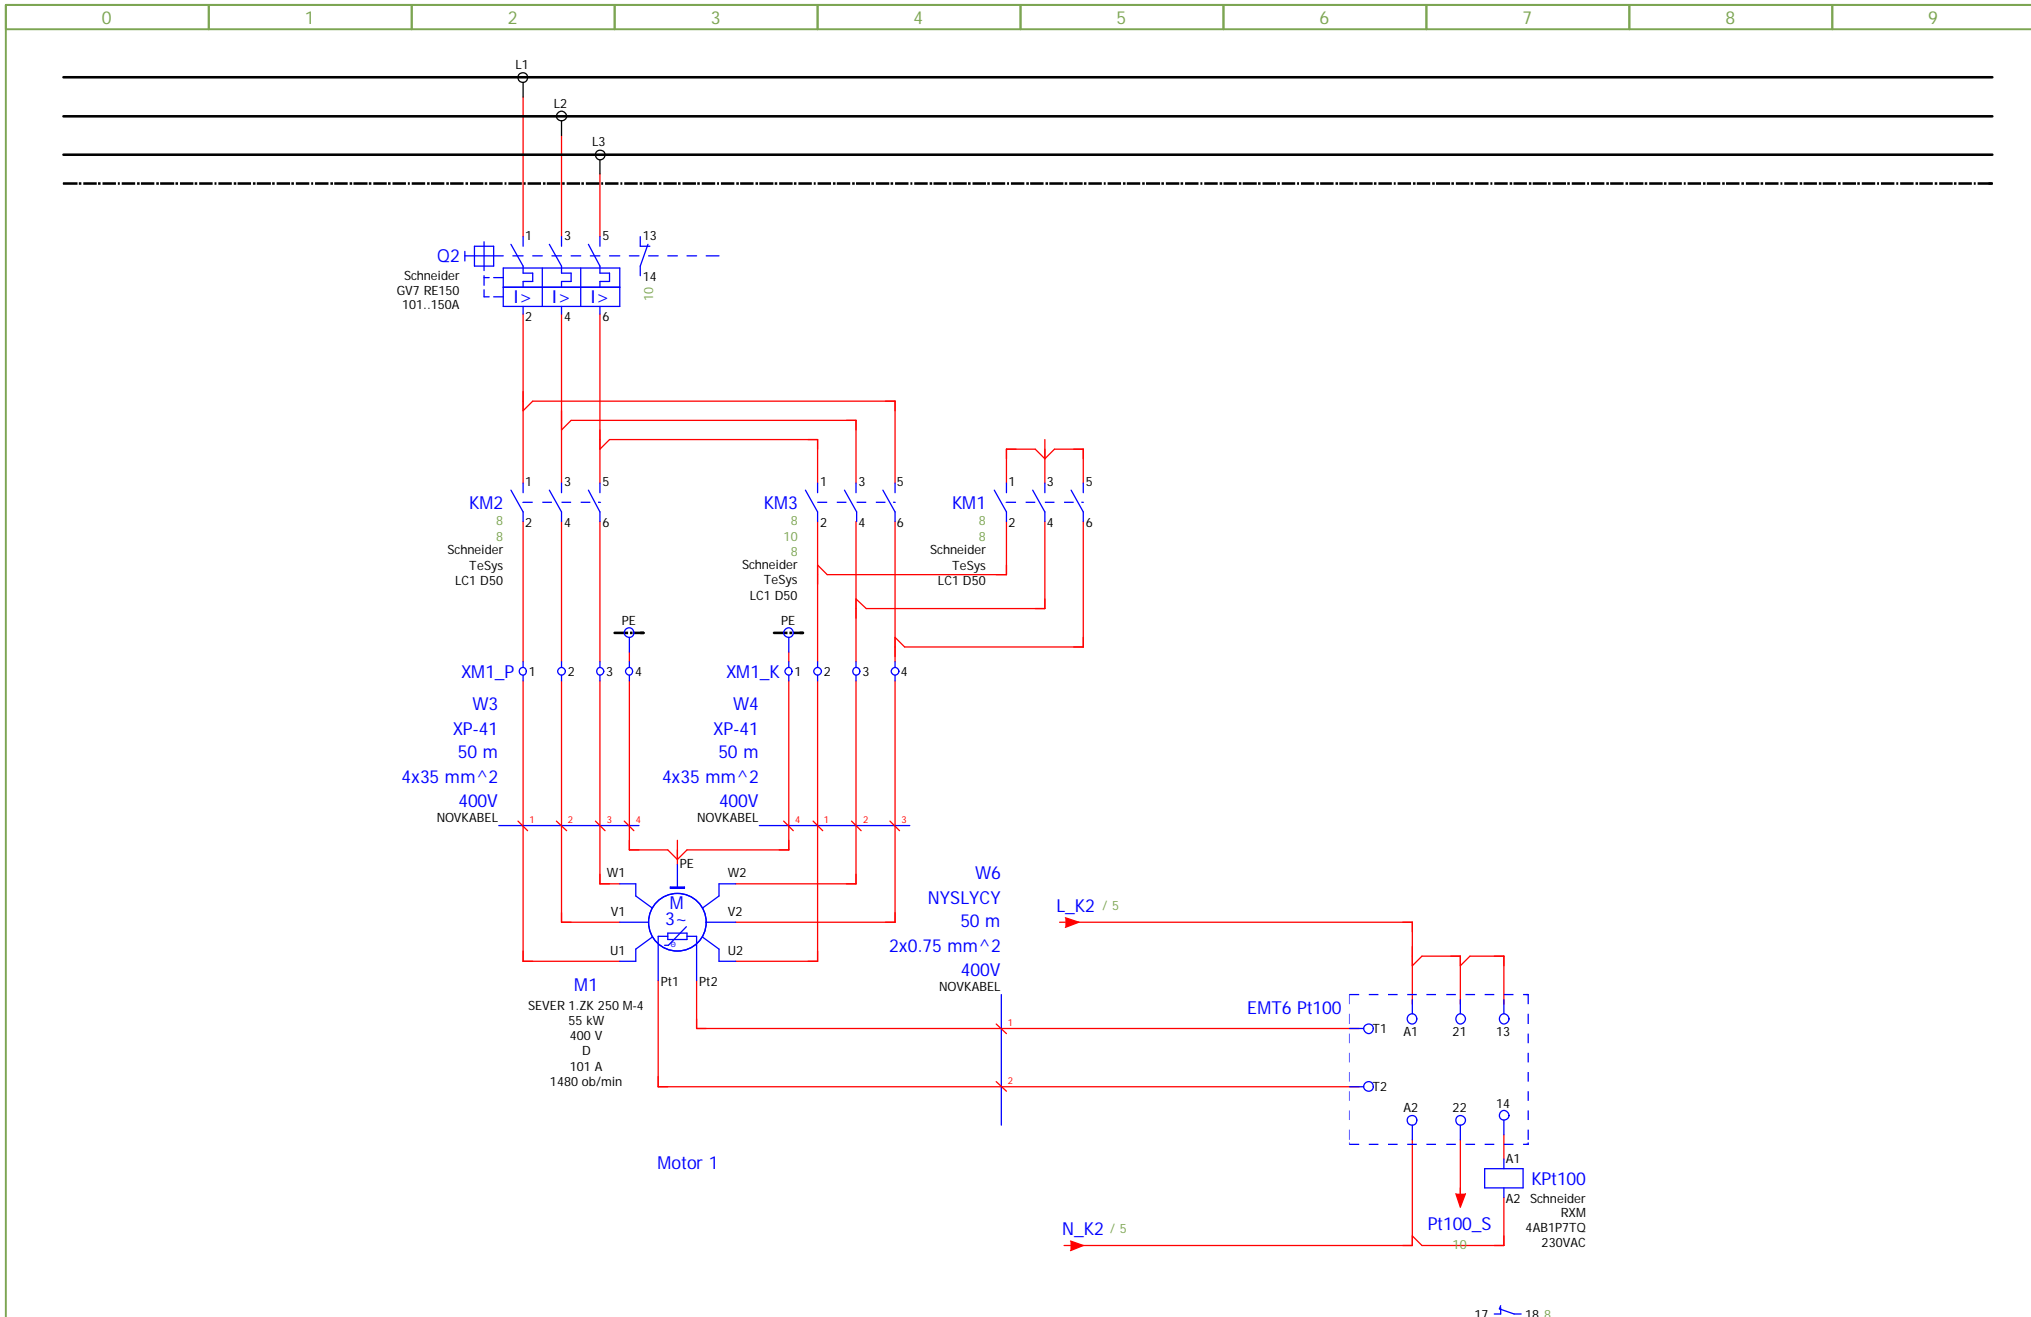 0 1 2 3 4 5 6 7 8 9
L1
L2
L3
Q2
Schneider
GV7 RE150
101..150A
1 3 5 13
14
10
I> I> I>
2 4 6
KM2
8
8
Schneider
TeSys
LC1 D50
1 3 5
2 4 6
KM3
8
10
8
Schneider
TeSys
LC1 D50
1 3 5
2 4 6
KM1
8
8
Schneider
TeSys
LC1 D50
1 3 5
2 4 6
PE
PE
XM1_P 1 2 3 4
XM1_K 1 2 3 4
W3
XP-41
50 m
4x35 mm^2
400V
NOVKABEL
1 2 3 4
W4
XP-41
50 m
4x35 mm^2
400V
NOVKABEL
4 1 2 3
PE
W1 W2
V1 V2
U1 U2
M
3~
Pt1 Pt2
M1
SEVER 1.ZK 250 M-4
55 kW
400 V
D
101 A
1480 ob/min
Motor 1
W6
NYSLYCY
50 m
2x0.75 mm^2
400V
NOVKABEL
1
2
L_K2 / 5
EMT6 Pt100
T1 A1 21 13
T2
A2 22 14
A1
KPt100
A2 Schneider
RXM
4AB1P7TQ
230VAC
Pt100_S
10
N_K2 / 5
17 18 8